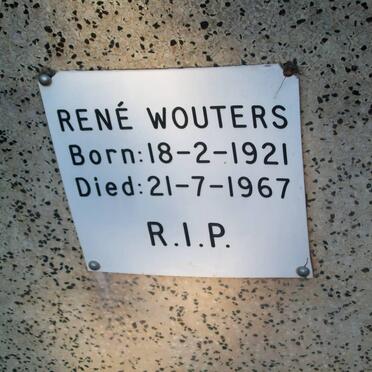 RENÉ WOUTERS
Born:18-2-1921
Died:21-7-1967
R.I.P.